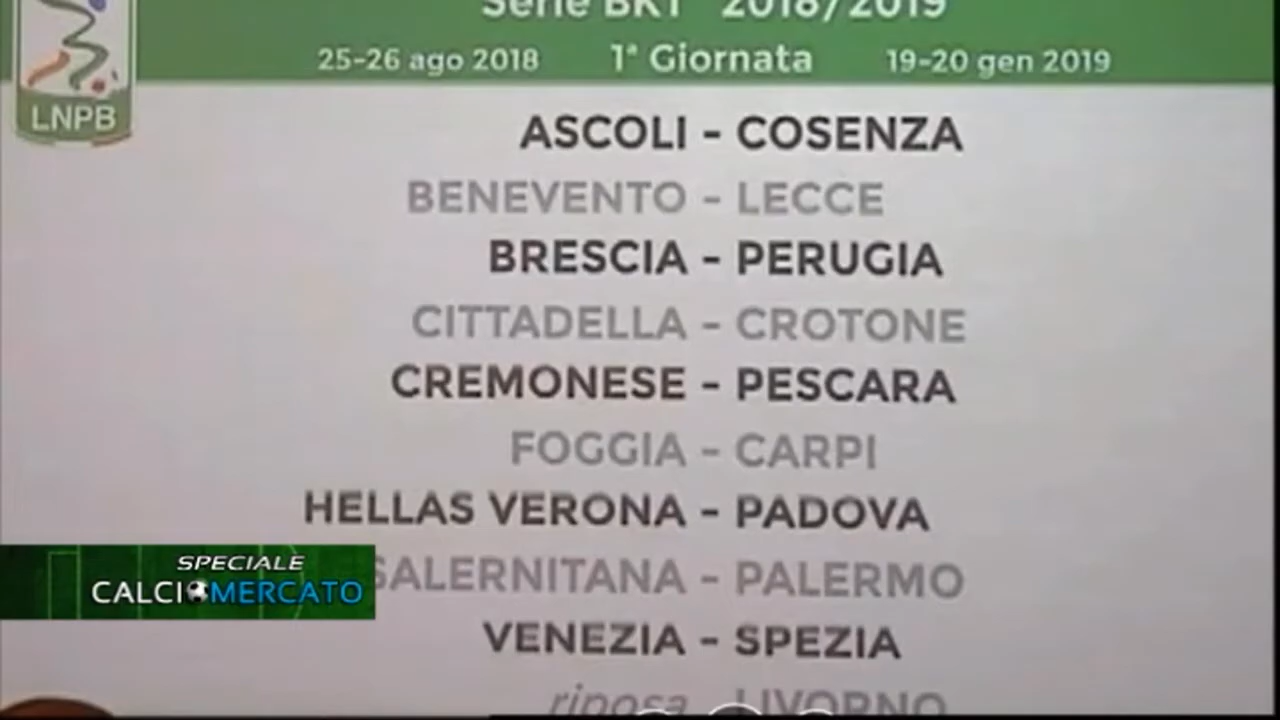 Serie BKT 2018/2019
25-26 ago 2018 1ª Giornata 19-20 gen 2019
LNPB
ASCOLI - COSENZA
BENEVENTO - LECCE
BRESCIA - PERUGIA
CITTADELLA - CROTONE
CREMONESE - PESCARA
FOGGIA - CARPI
HELLAS VERONA - PADOVA
SALERNITANA - PALERMO
VENEZIA - SPEZIA
riposa LIVORNO
SPECIALE
CALCIOMERCATO